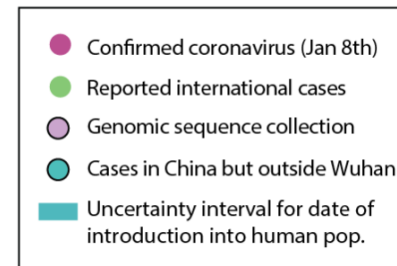 Confirmed coronavirus (Jan 8th)
Reported international cases
Genomic sequence collection
Cases in China but outside Wuhan
Uncertainty interval for date of
introduction into human pop.